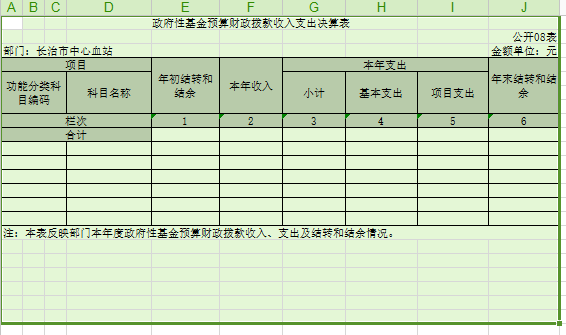 A B C D E F G H I J
政府性基金预算财政拨款收入支出决算表
公开08表
部门：长治市中心血站 金额单位：元
项目 年初结转和结余 本年收入 本年支出 年末结转和结余
功能分类科目编码 科目名称 小计 基本支出 项目支出
栏次 1 2 3 4 5 6
合计
注：本表反映部门本年度政府性基金预算财政拨款收入、支出及结转和结余情况。